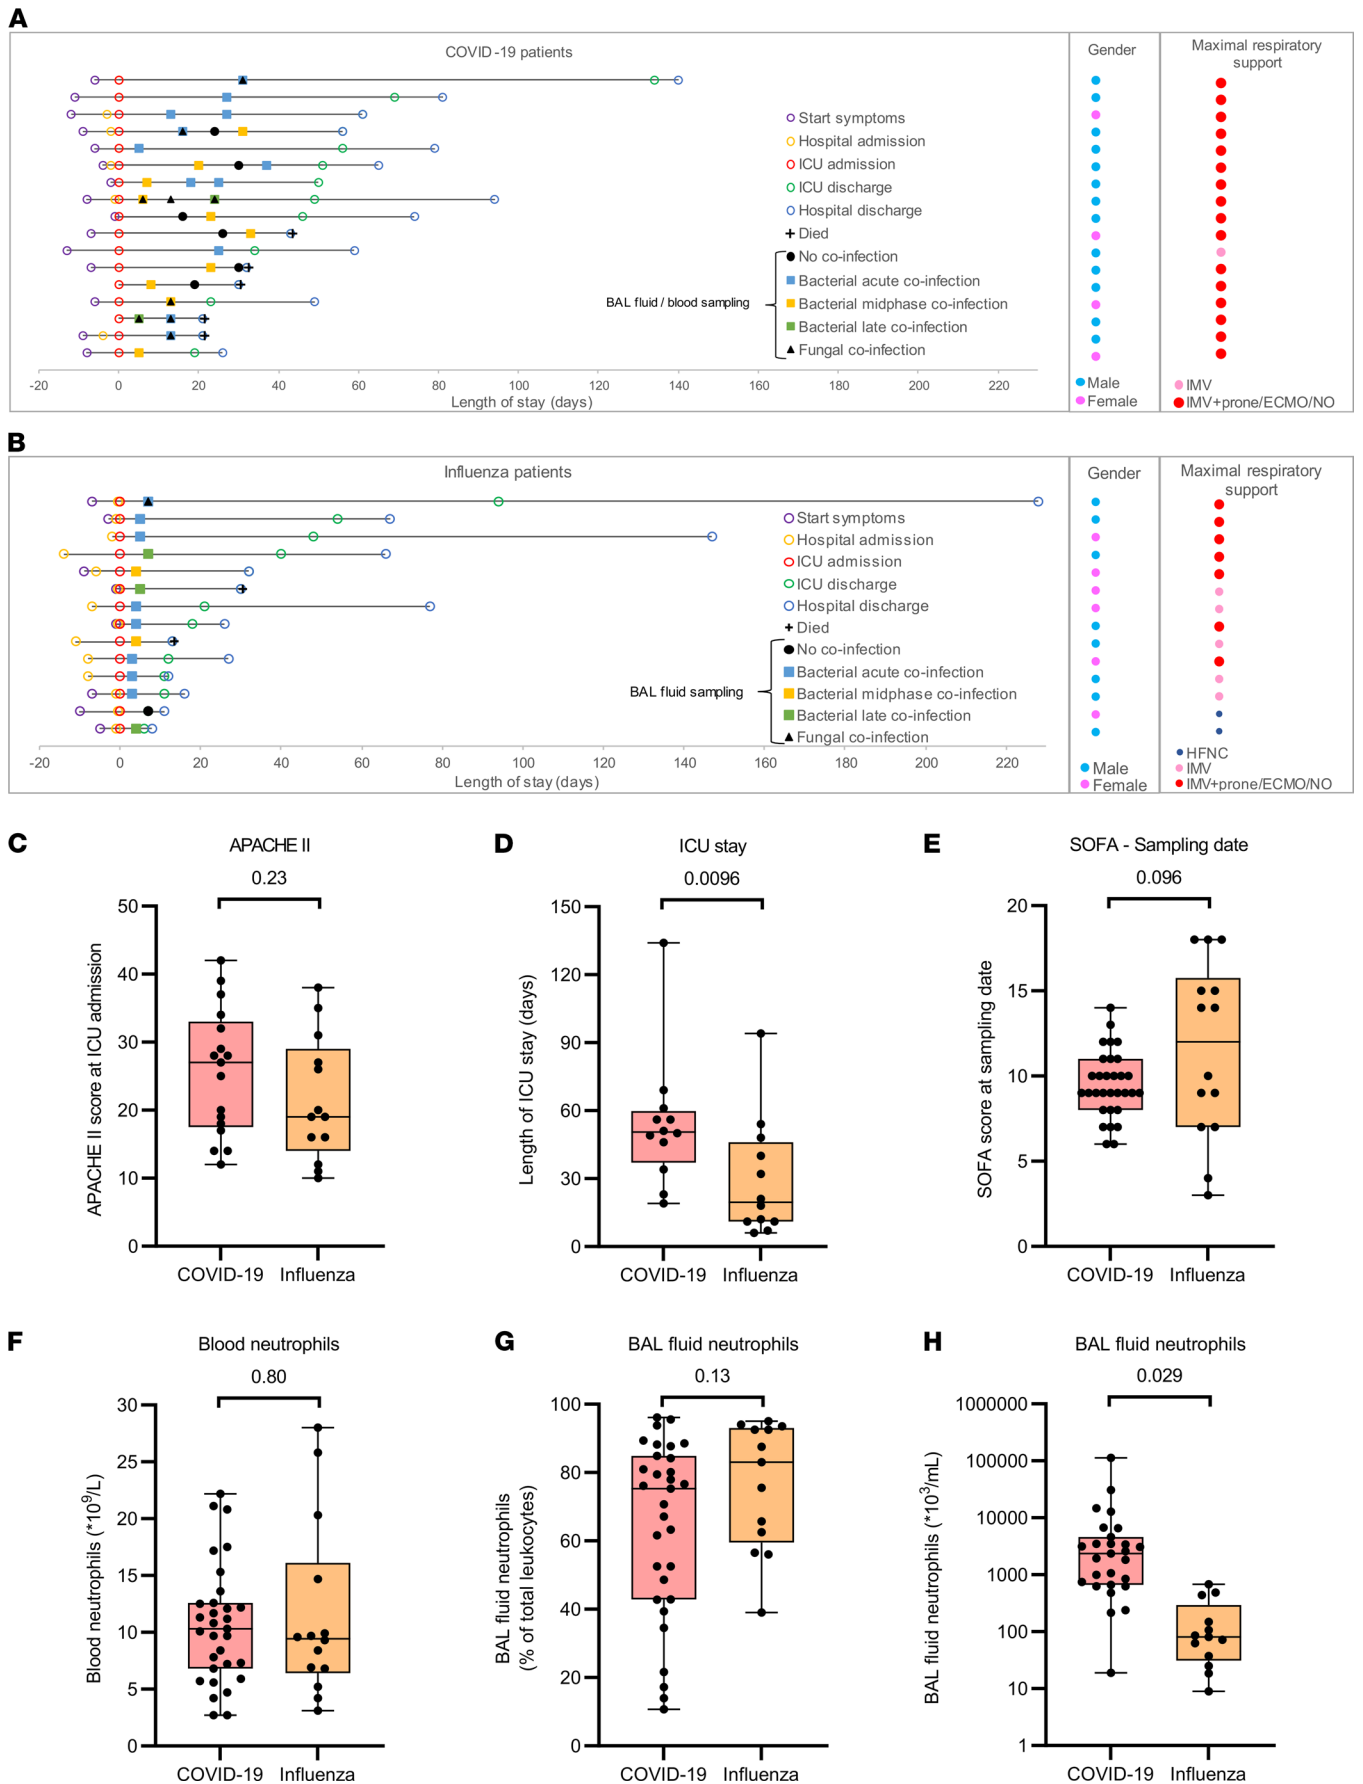 A
COVID-19 patients
Gender
Maximal respiratory
support
Start symptoms
Hospital admission
ICU admission
ICU discharge
Hospital discharge
Died
No co-infection
Bacterial acute co-infection
BAL fluid / blood sampling
Bacterial midphase co-infection
Bacterial late co-infection
Fungal co-infection
-20 0 20 40 60 80 100 120 140 160 180 200 220
Length of stay (days)
Male
Female
IMV
IMV+prone/ECMO/NO
B
Influenza patients
Gender
Maximal respiratory
support
Start symptoms
Hospital admission
ICU admission
ICU discharge
Hospital discharge
Died
No co-infection
Bacterial acute co-infection
BAL fluid sampling
Bacterial midphase co-infection
Bacterial late co-infection
Fungal co-infection
-20 0 20 40 60 80 100 120 140 160 180 200 220
Length of stay (days)
Male
Female
HFNC
IMV
IMV+prone/ECMO/NO
C
APACHE II
0.23
50
40
30
20
10
0
APACHE II score at ICU admission
COVID-19 Influenza
D
ICU stay
0.0096
150
120
90
60
30
0
Length of ICU stay (days)
COVID-19 Influenza
E
SOFA - Sampling date
0.096
20
15
10
5
0
SOFA score at sampling date
COVID-19 Influenza
F
Blood neutrophils
0.80
30
25
20
15
10
5
0
Blood neutrophils (*10⁹/L)
COVID-19 Influenza
G
BAL fluid neutrophils
0.13
100
80
60
40
20
0
BAL fluid neutrophils
(% of total leukocytes)
COVID-19 Influenza
H
BAL fluid neutrophils
0.029
1000000
100000
10000
1000
100
10
1
BAL fluid neutrophils (*10³/mL)
COVID-19 Influenza